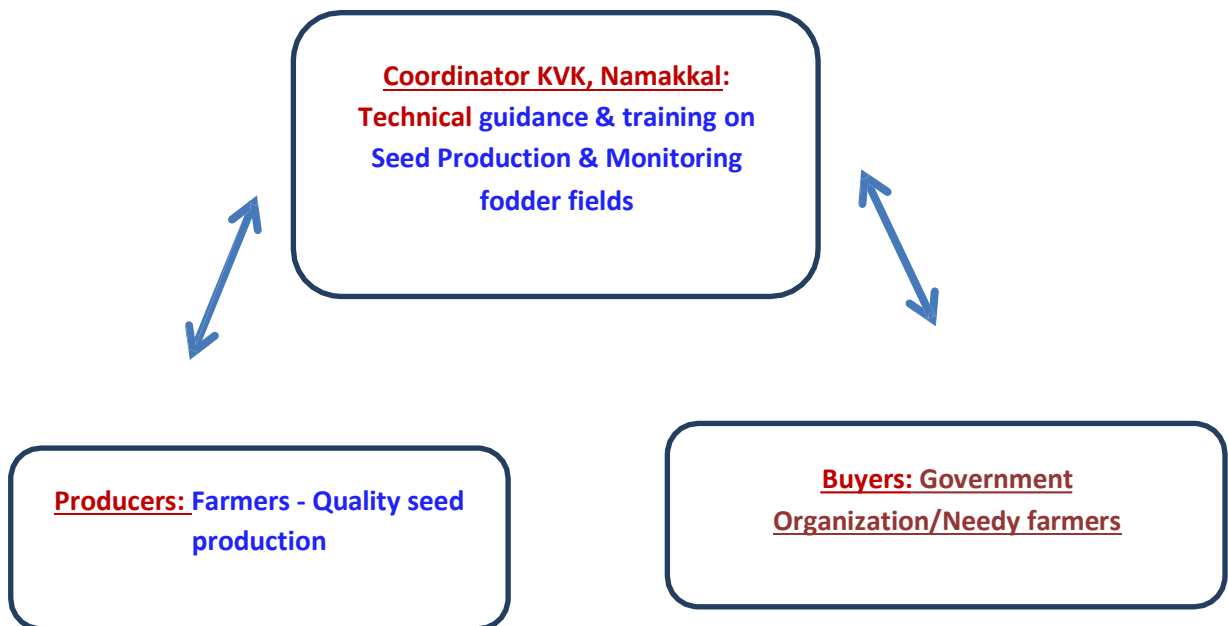 Coordinator KVK, Namakkal:
Technical guidance & training on
Seed Production & Monitoring
fodder fields
Producers: Farmers - Quality seed
production
Buyers: Government
Organization/Needy farmers